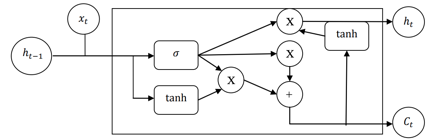 x_t
X
h_t
h_{t-1}
σ
X
tanh
X
tanh
+
C_t